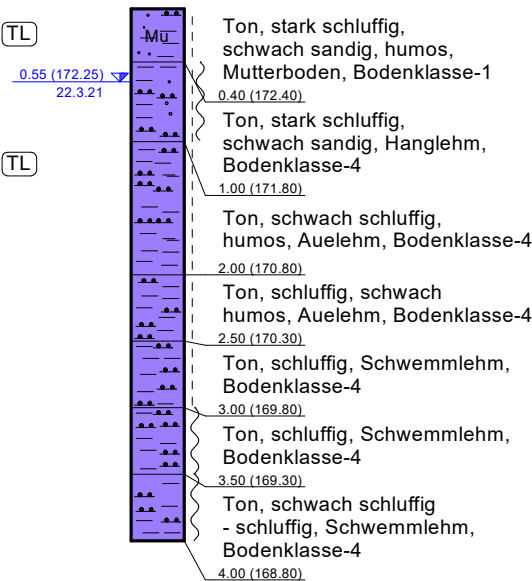 TL
Mu
Ton, stark schluffig,
schwach sandig, humos,
Mutterboden, Bodenklasse-1
0.55 (172.25)
22.3.21
0.40 (172.40)
Ton, stark schluffig,
schwach sandig, Hanglehm,
Bodenklasse-4
TL
1.00 (171.80)
Ton, schwach schluffig,
humos, Auelehm, Bodenklasse-4
2.00 (170.80)
Ton, schluffig, schwach
humos, Auelehm, Bodenklasse-4
2.50 (170.30)
Ton, schluffig, Schwemmlehm,
Bodenklasse-4
3.00 (169.80)
Ton, schluffig, Schwemmlehm,
Bodenklasse-4
3.50 (169.30)
Ton, schwach schluffig
- schluffig, Schwemmlehm,
Bodenklasse-4
4.00 (168.80)